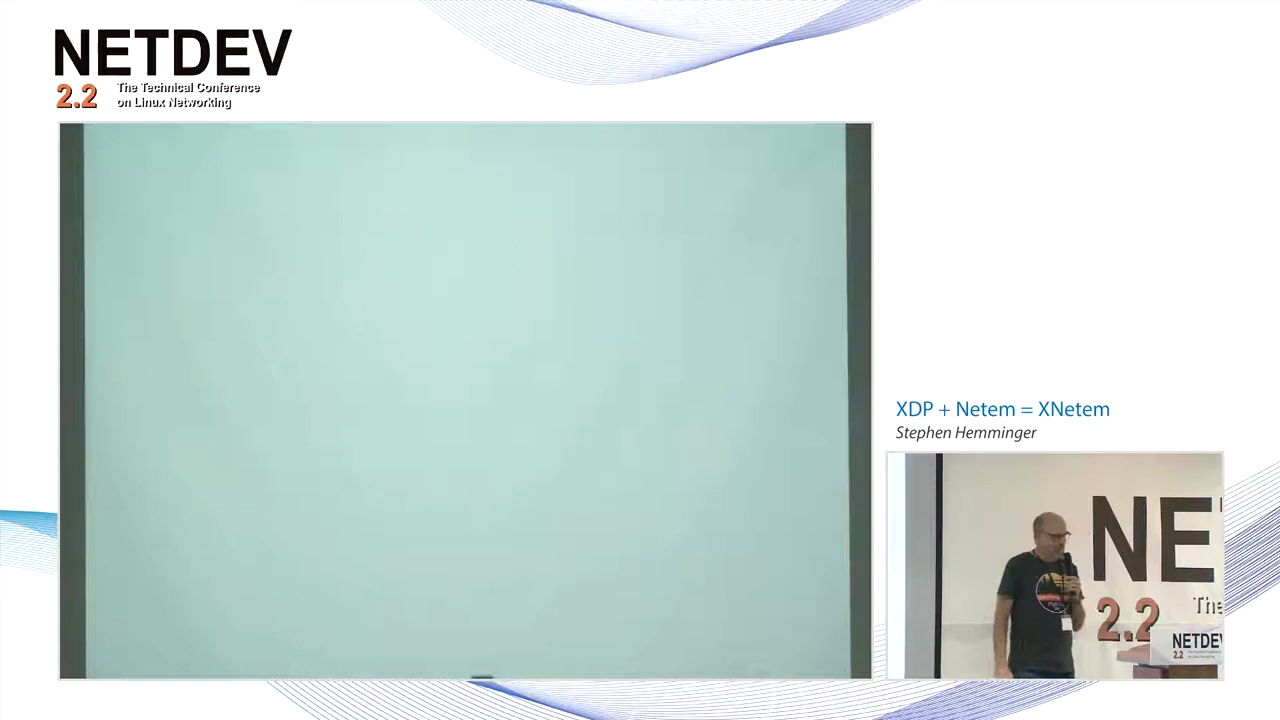 NETDEV
2.2
The Technical Conference
on Linux Networking
XDP + Netem = XNetem
Stephen Hemminger
NE
2.2
The
NETDEV
2.2